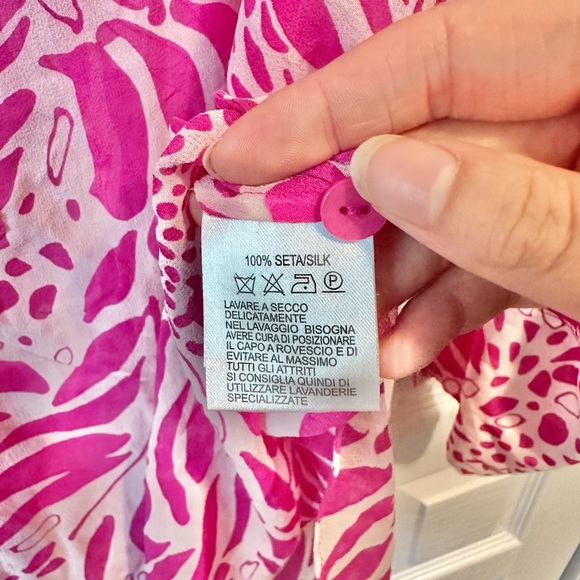 100% SETA/SILK
LAVARE A SECCO
DELICATAMENTE
NEL LAVAGGIO BISOGNA
AVERE CURA DI POSIZIONARE
IL CAPO A ROVESCIO E DI
EVITARE AL MASSIMO
TUTTI GLI ATTRITI
SI CONSIGLIA QUINDI DI
UTILIZZARE LAVANDERIE
SPECIALIZZATE